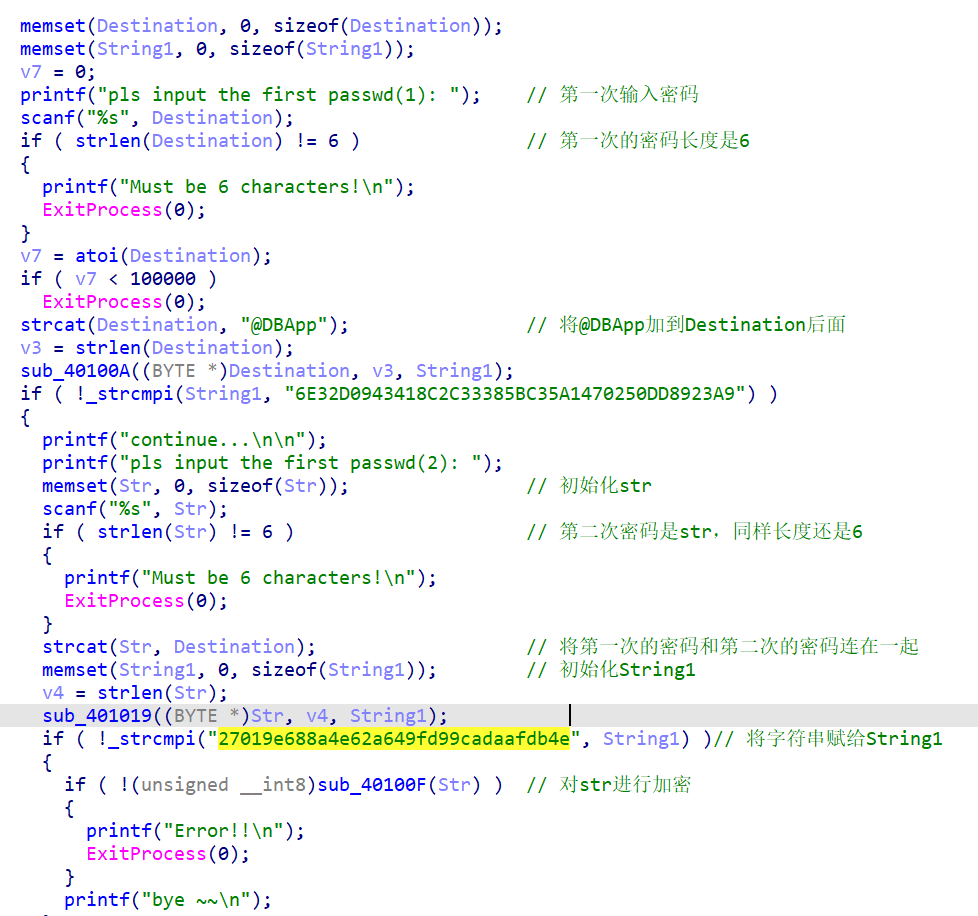 memset(Destination, 0, sizeof(Destination));
memset(String1, 0, sizeof(String1));
v7 = 0;
printf("pls input the first passwd(1): ");    // 第一次输入密码
scanf("%s", Destination);
if ( strlen(Destination) != 6 )               // 第一次的密码长度是6
{
  printf("Must be 6 characters!\n");
  ExitProcess(0);
}
v7 = atoi(Destination);
if ( v7 < 100000 )
  ExitProcess(0);
strcat(Destination, "@DBApp");                // 将@DBApp加到Destination后面
v3 = strlen(Destination);
sub_40100A((BYTE *)Destination, v3, String1);
if ( !_strcmpi(String1, "6E32D0943418C2C33385BC35A1470250DD8923A9") )
{
  printf("continue...\n\n");
  printf("pls input the first passwd(2): ");
  memset(Str, 0, sizeof(Str));                // 初始化str
  scanf("%s", Str);
  if ( strlen(Str) != 6 )                     // 第二次密码是str，同样长度还是6
  {
    printf("Must be 6 characters!\n");
    ExitProcess(0);
  }
  strcat(Str, Destination);                   // 将第一次的密码和第二次的密码连在一起
  memset(String1, 0, sizeof(String1));        // 初始化String1
  v4 = strlen(Str);
  sub_401019((BYTE *)Str, v4, String1);
  if ( !_strcmpi("27019e688a4e62a649fd99cadaafdb4e", String1) )// 将字符串赋给String1
  {
    if ( !(unsigned __int8)sub_40100F(Str) )  // 对str进行加密
    {
      printf("Error!!\n");
      ExitProcess(0);
    }
    printf("bye ~~\n");